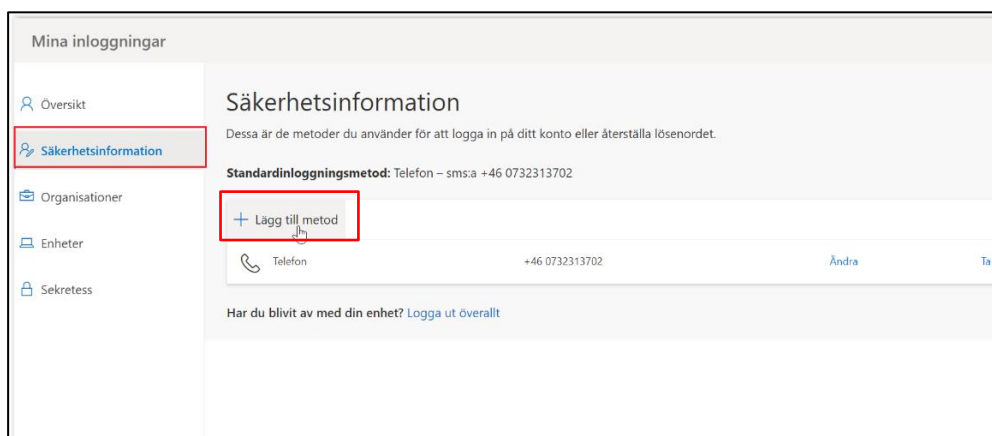 Mina inloggningar
Översikt
Säkerhetsinformation
Organisationer
Enheter
Sekretess
Säkerhetsinformation
Dessa är de metoder du använder för att logga in på ditt konto eller återställa lösenordet.
Standardinloggningsmetod: Telefon – sms:a +46 0732313702
+ Lägg till metod
Telefon +46 0732313702 Ändra Ta
Har du blivit av med din enhet? Logga ut överallt